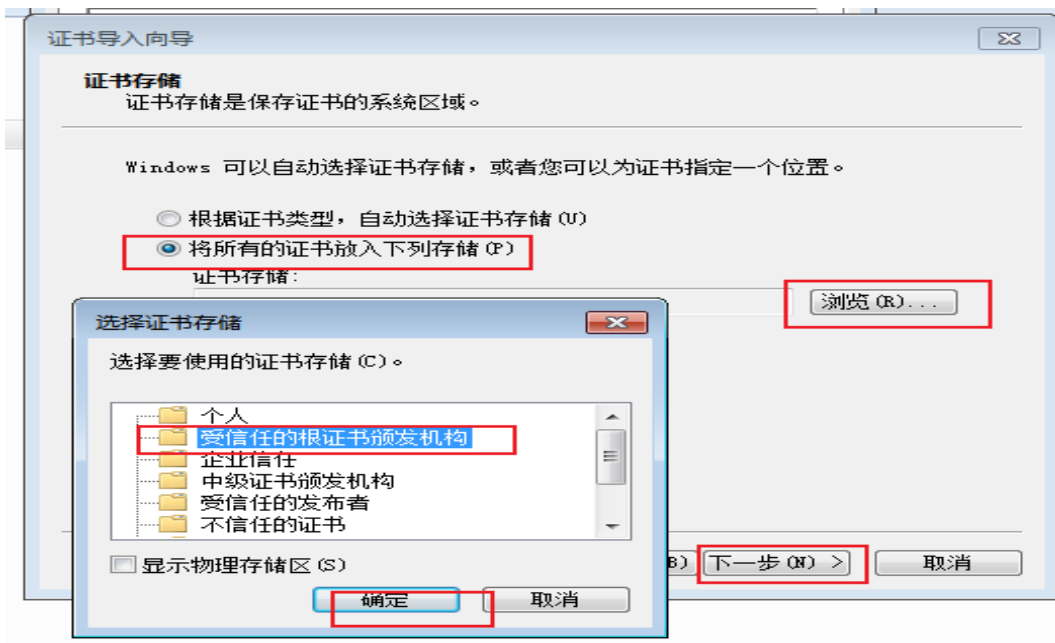 证书导入向导
证书存储
证书存储是保存证书的系统区域。
Windows 可以自动选择证书存储，或者您可以为证书指定一个位置。
根据证书类型，自动选择证书存储(U)
将所有的证书放入下列存储(P)
证书存储:
浏览(R)...
选择证书存储
选择要使用的证书存储(C)。
个人
受信任的根证书颁发机构
企业信任
中级证书颁发机构
受信任的发布者
不信任的证书
显示物理存储区(S)
确定
取消
B)
下一步(N) >
取消